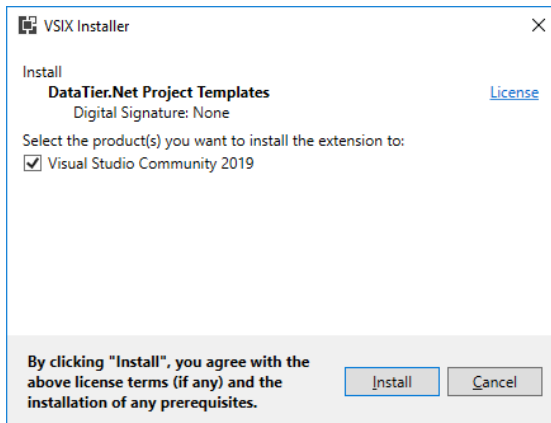 VSIX Installer
Install
DataTier.Net Project Templates
License
Digital Signature: None
Select the product(s) you want to install the extension to:
Visual Studio Community 2019
By clicking "Install", you agree with the
above license terms (if any) and the
installation of any prerequisites.
Install
Cancel